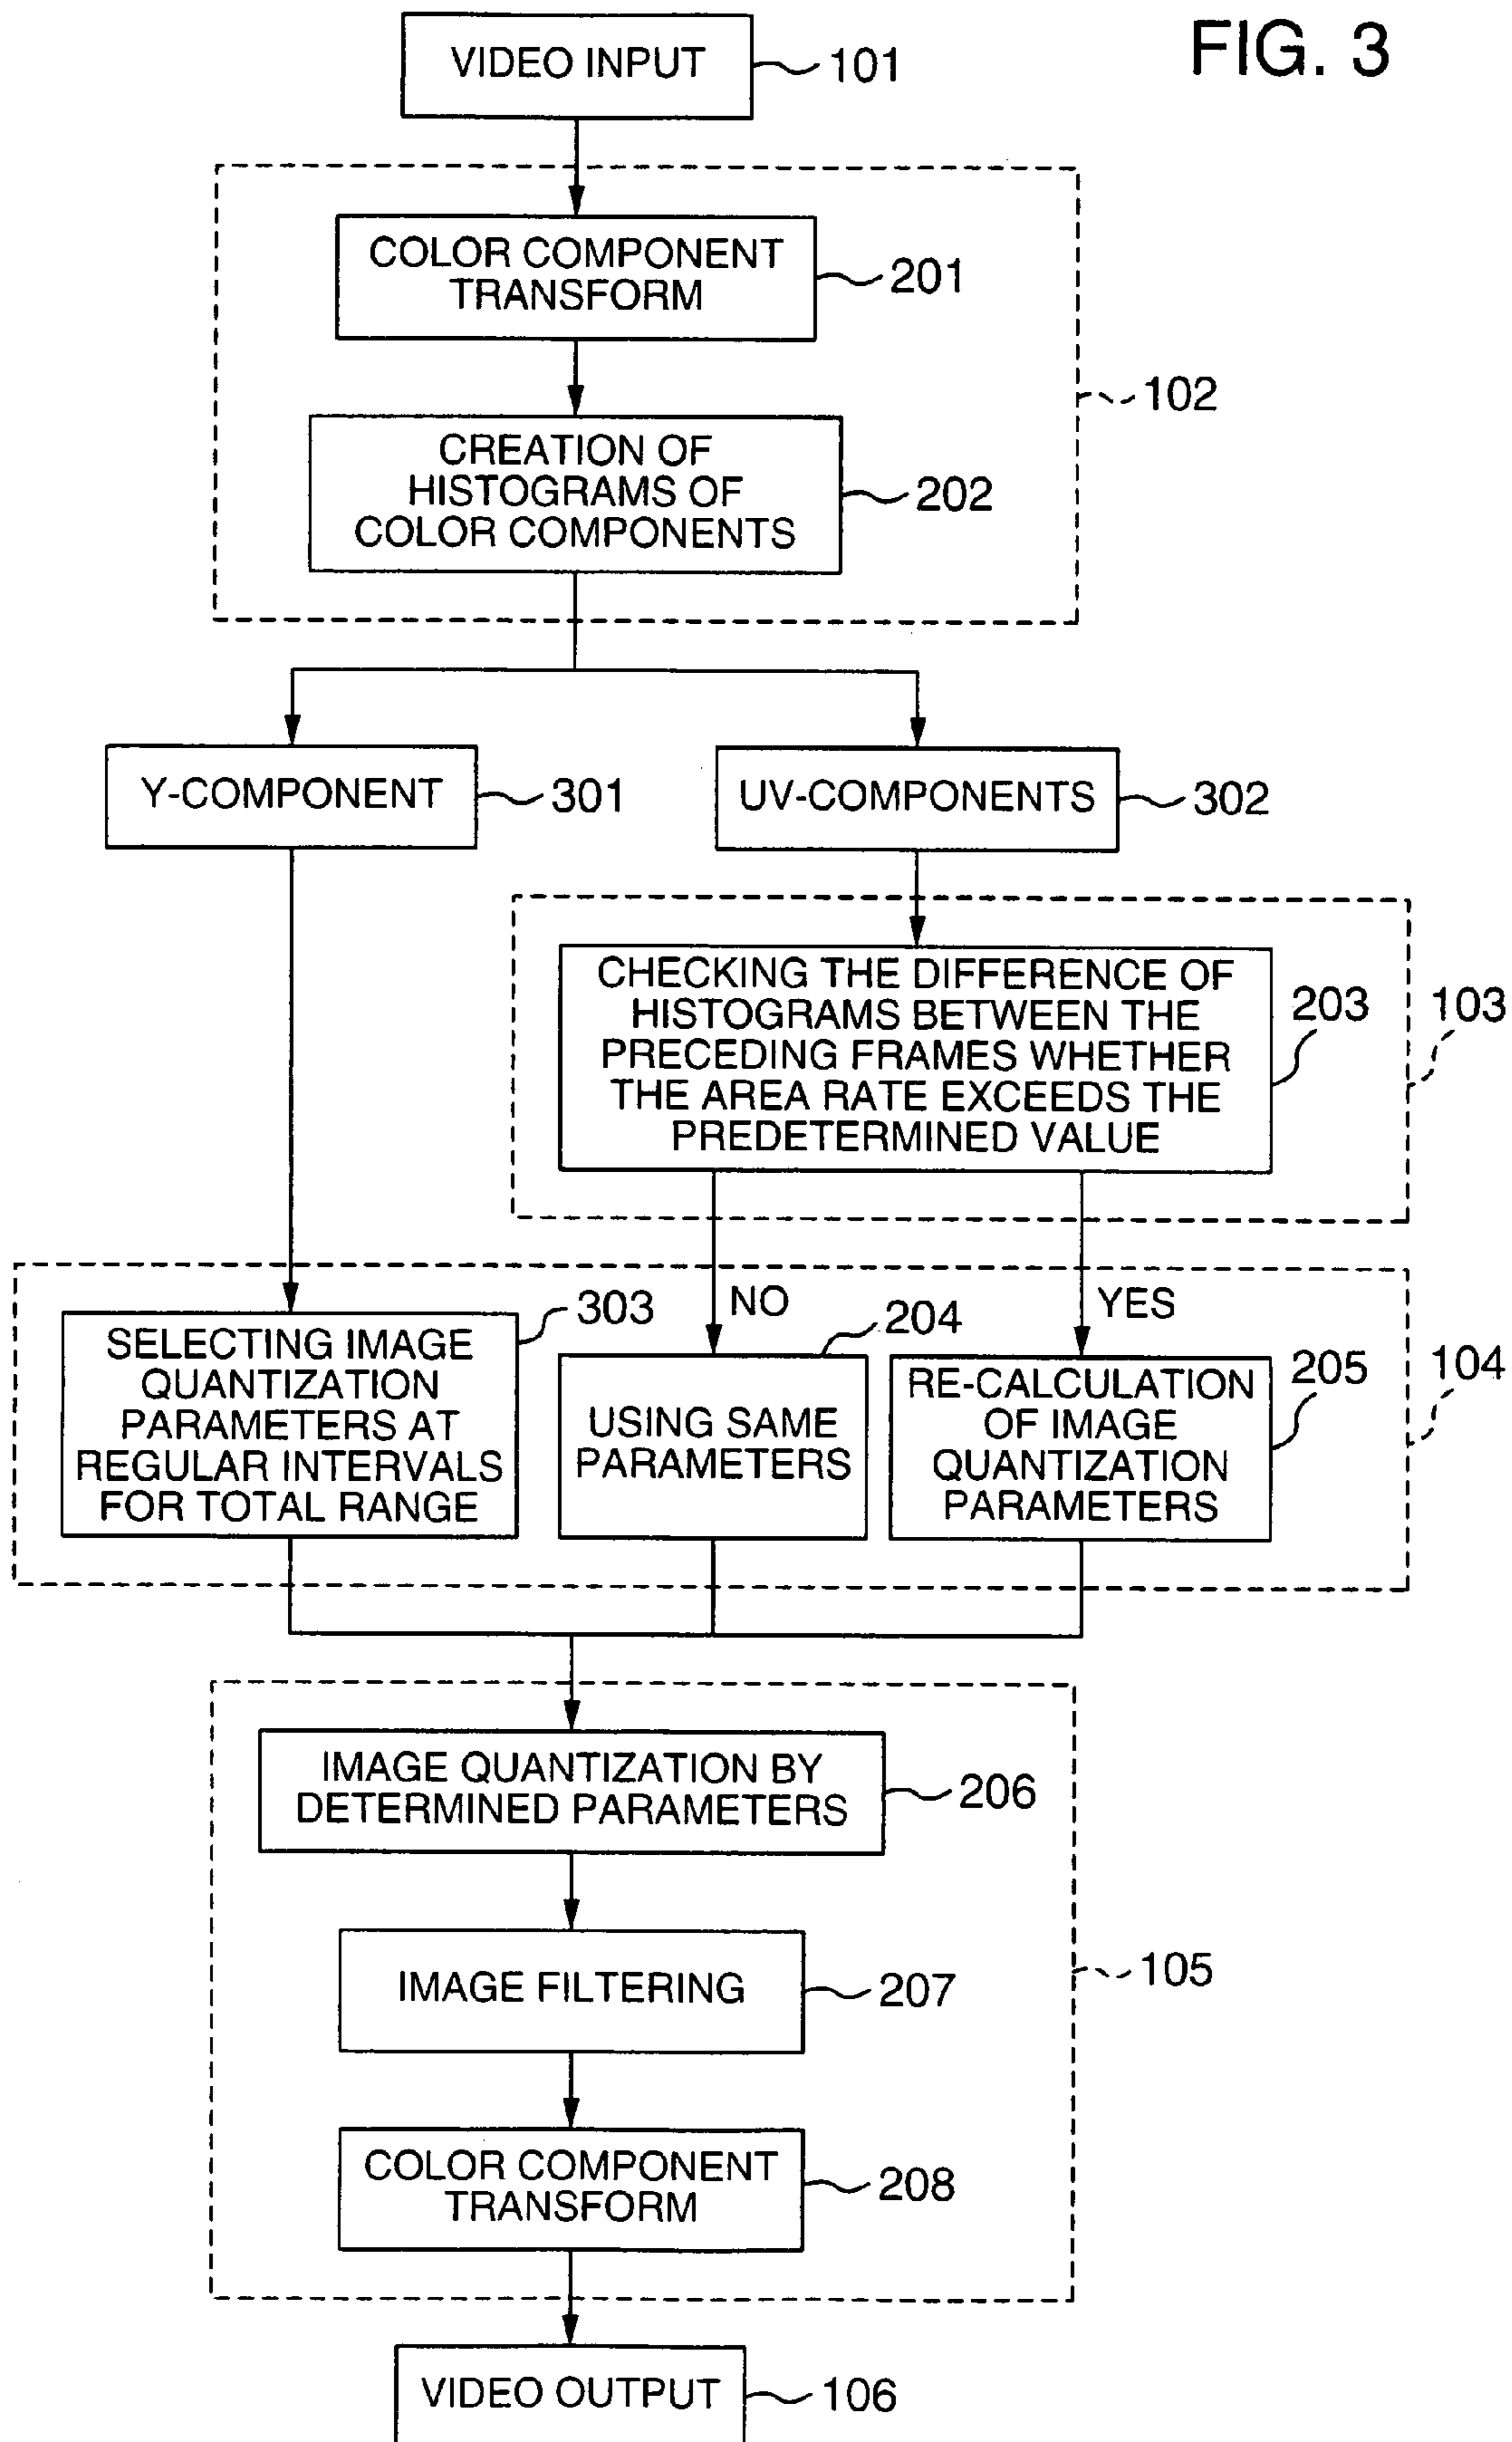 FIG. 3
VIDEO INPUT
101
COLOR COMPONENT
TRANSFORM
201
102
CREATION OF
HISTOGRAMS OF
COLOR COMPONENTS
202
Y-COMPONENT
301
UV-COMPONENTS
302
CHECKING THE DIFFERENCE OF
HISTOGRAMS BETWEEN THE
PRECEDING FRAMES WHETHER
THE AREA RATE EXCEEDS THE
PREDETERMINED VALUE
203
103
NO
YES
303
SELECTING IMAGE
QUANTIZATION
PARAMETERS AT
REGULAR INTERVALS
FOR TOTAL RANGE
204
USING SAME
PARAMETERS
205
RE-CALCULATION
OF IMAGE
QUANTIZATION
PARAMETERS
104
IMAGE QUANTIZATION BY
DETERMINED PARAMETERS
206
IMAGE FILTERING
207
105
COLOR COMPONENT
TRANSFORM
208
VIDEO OUTPUT
106